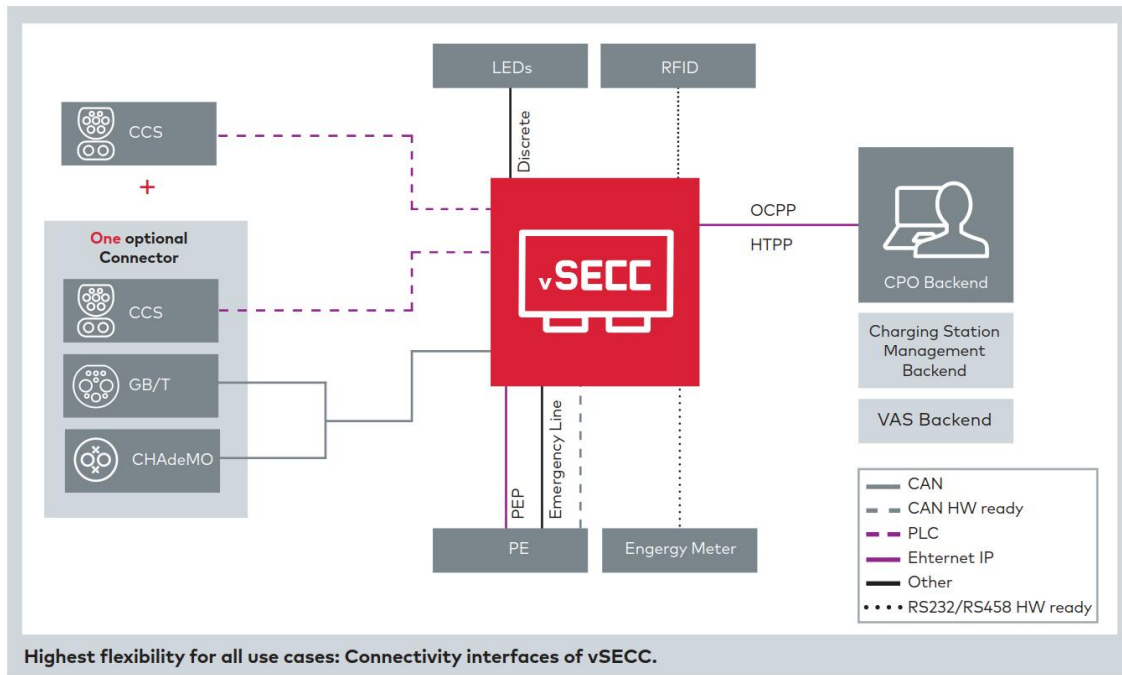 LEDs
RFID
CCS
Discrete
+
One optional
Connector
OCPP
HTPP
vSECC
CPO Backend
CCS
Charging Station
Management
Backend
GB/T
VAS Backend
CHAdeMO
PEP
Emergency Line
CAN
CAN HW ready
PLC
Ehternet IP
Other
RS232/RS458 HW ready
PE
Engergy Meter
Highest flexibility for all use cases: Connectivity interfaces of vSECC.